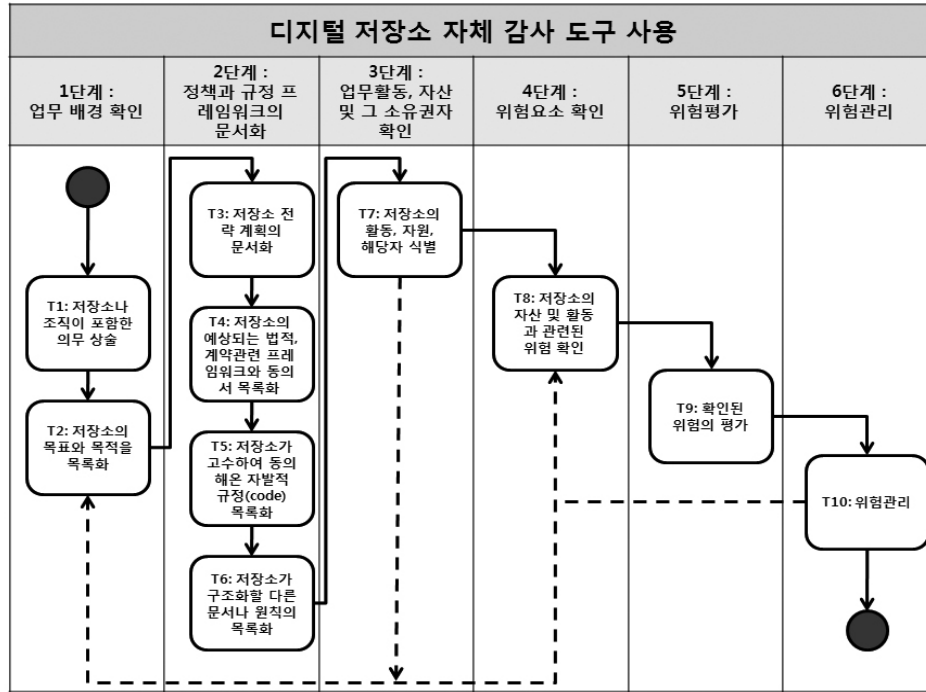 디지털 저장소 자체 감사 도구 사용
1단계 :
업무 배경 확인
2단계 :
정책과 규정 프
레임워크의
문서화
3단계 :
업무활동, 자산
및 그 소유권자
확인
4단계 :
위험요소 확인
5단계 :
위험평가
6단계 :
위험관리
T1: 저장소나
조직이 포함한
의무 상술
T2: 저장소의
목표와 목적을
목록화
T3: 저장소 전
략 계획의
문서화
T4: 저장소의
예상되는 법적,
계약관련 프레
임워크와 동의
서 목록화
T5: 저장소가
고수하여 동의
해온 자발적
규정(code)
목록화
T6: 저장소가
구조화할 다른
문서나 원칙의
목록화
T7: 저장소의
활동, 자원,
해당자 식별
T8: 저장소의
자산 및 활동
과 관련된
위험 확인
T9: 확인된
위험의 평가
T10: 위험관리